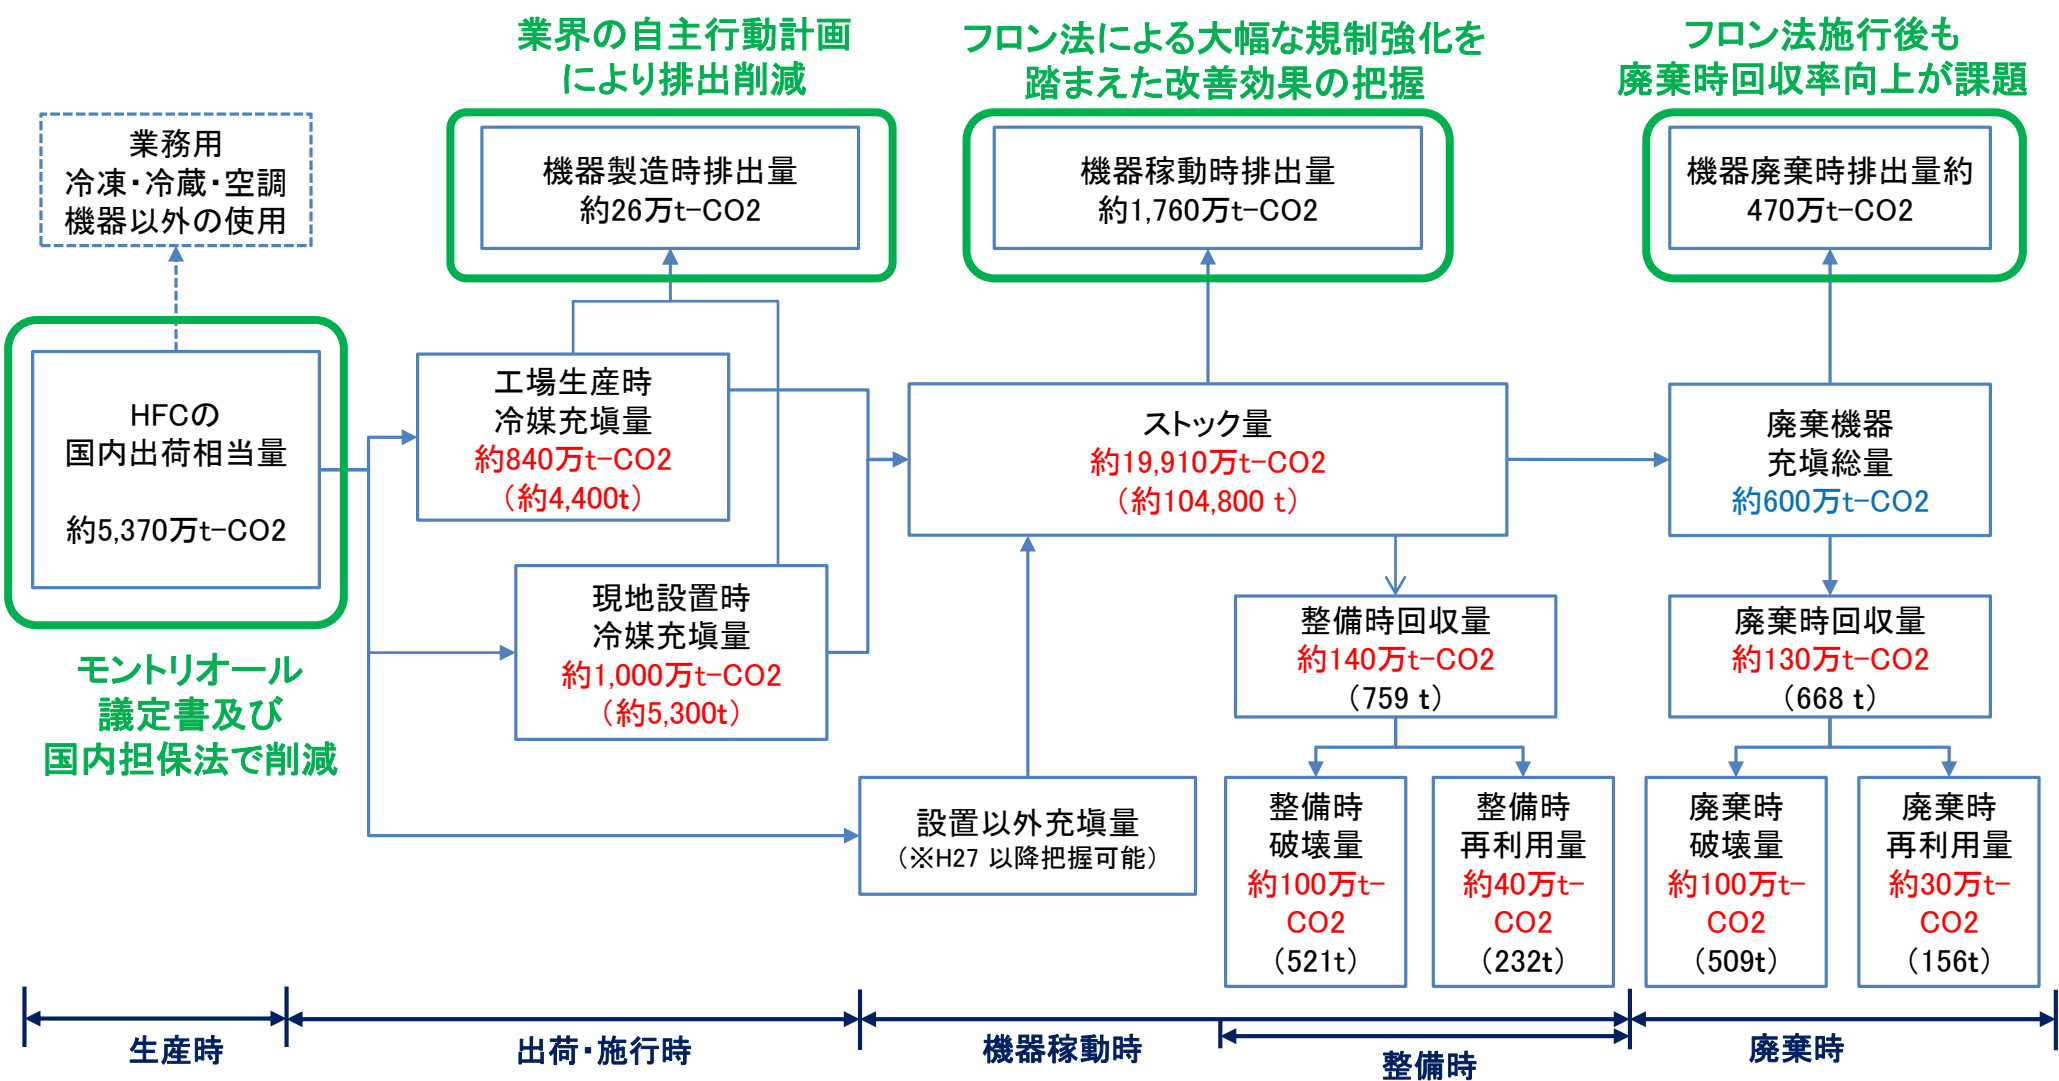 業界の自主行動計画
により排出削減
フロン法による大幅な規制強化を
踏まえた改善効果の把握
フロン法施行後も
廃棄時回収率向上が課題
業務用
冷凍・冷蔵・空調
機器以外の使用
機器製造時排出量
約26万t-CO2
機器稼動時排出量
約1,760万t-CO2
機器廃棄時排出量約
470万t-CO2
HFCの
国内出荷相当量
約5,370万t-CO2
モントリオール
議定書及び
国内担保法で削減
工場生産時
冷媒充塡量
約840万t-CO2
（約4,400t）
現地設置時
冷媒充塡量
約1,000万t-CO2
（約5,300t）
設置以外充塡量
（※H27 以降把握可能）
ストック量
約19,910万t-CO2
（約104,800 t）
廃棄機器
充塡総量
約600万t-CO2
整備時回収量
約140万t-CO2
（759 t）
廃棄時回収量
約130万t-CO2
（668 t）
整備時
破壊量
約100万t-
CO2
（521t）
整備時
再利用量
約40万t-
CO2
（232t）
廃棄時
破壊量
約100万t-
CO2
（509t）
廃棄時
再利用量
約30万t-
CO2
（156t）
生産時
出荷・施行時
機器稼動時
整備時
廃棄時